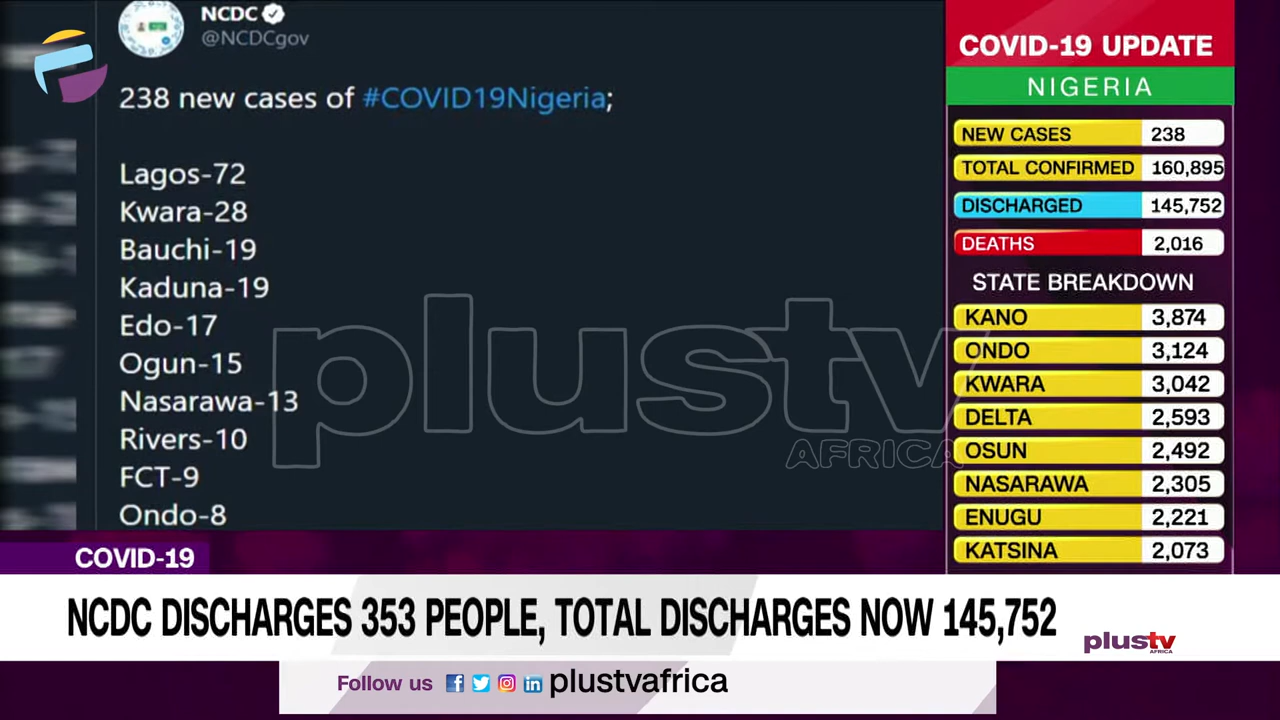 NCDC
@NCDCgov
238 new cases of #COVID19Nigeria;
Lagos-72
Kwara-28
Bauchi-19
Kaduna-19
Edo-17
Ogun-15
Nasarawa-13
Rivers-10
FCT-9
Ondo-8
plustv
AFRICA
COVID-19 UPDATE
NIGERIA
NEW CASES 238
TOTAL CONFIRMED 160,895
DISCHARGED 145,752
DEATHS 2,016
STATE BREAKDOWN
KANO 3,874
ONDO 3,124
KWARA 3,042
DELTA 2,593
OSUN 2,492
NASARAWA 2,305
ENUGU 2,221
KATSINA 2,073
COVID-19
NCDC DISCHARGES 353 PEOPLE, TOTAL DISCHARGES NOW 145,752
plustv
AFRICA
Follow us plustvafrica